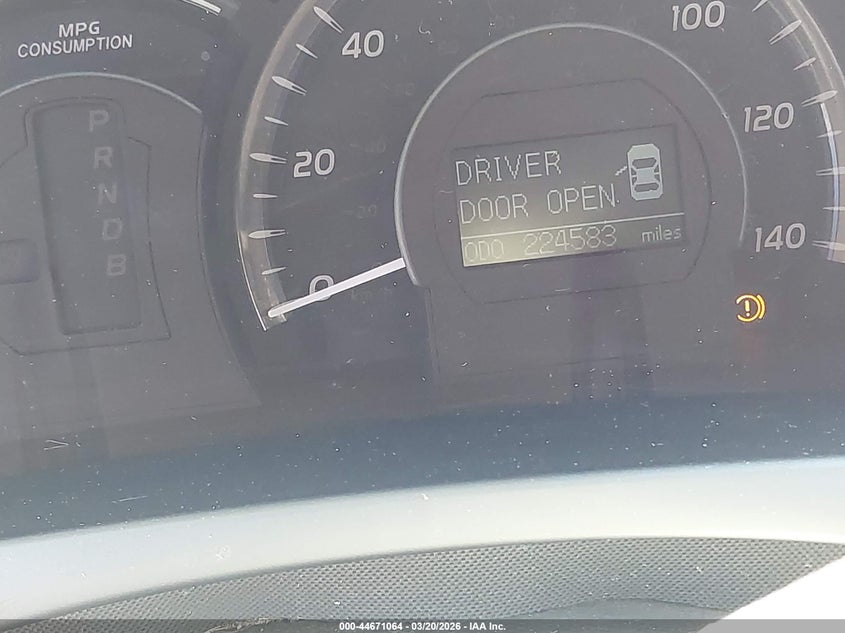 MPG
CONSUMPTION
P
R
N
D
B
0
20
40
100
120
140
DRIVER
DOOR OPEN
ODO 224583 miles
000-44671064 - 03/20/2026 - IAA Inc.